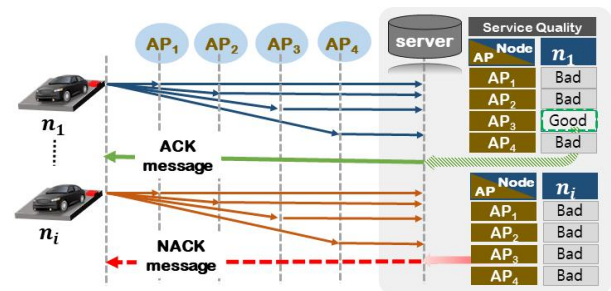 AP1 AP2 AP3 AP4
server
Service Quality
Node
AP
n1
AP1 Bad
AP2 Bad
AP3 Good
AP4 Bad
n1
ACK
message
Node
AP
ni
AP1 Bad
AP2 Bad
AP3 Bad
AP4 Bad
ni
NACK
message